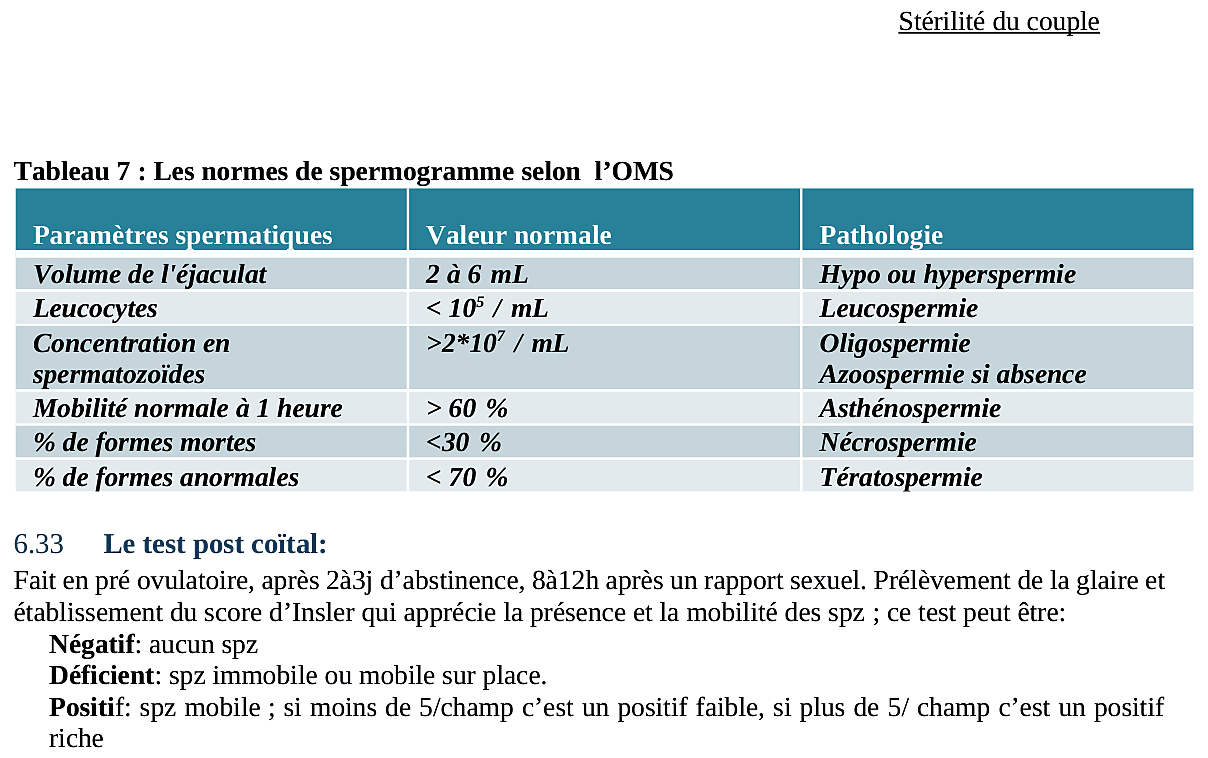 Stérilité du couple
Tableau 7 : Les normes de spermogramme selon l’OMS
Paramètres spermatiques Valeur normale Pathologie
Volume de l'éjaculat 2 à 6 mL Hypo ou hyperspermie
Leucocytes < 10⁵ / mL Leucospermie
Concentration en >2*10⁷ / mL Oligospermie
spermatozoïdes Azoospermie si absence
Mobilité normale à 1 heure > 60 % Asthénospermie
% de formes mortes <30 % Nécrospermie
% de formes anormales < 70 % Tératospermie
6.33 Le test post coïtal:
Fait en pré ovulatoire, après 2à3j d’abstinence, 8à12h après un rapport sexuel. Prélèvement de la glaire et
établissement du score d’Insler qui apprécie la présence et la mobilité des spz ; ce test peut être:
Négatif: aucun spz
Déficient: spz immobile ou mobile sur place.
Positif: spz mobile ; si moins de 5/champ c’est un positif faible, si plus de 5/ champ c’est un positif
riche